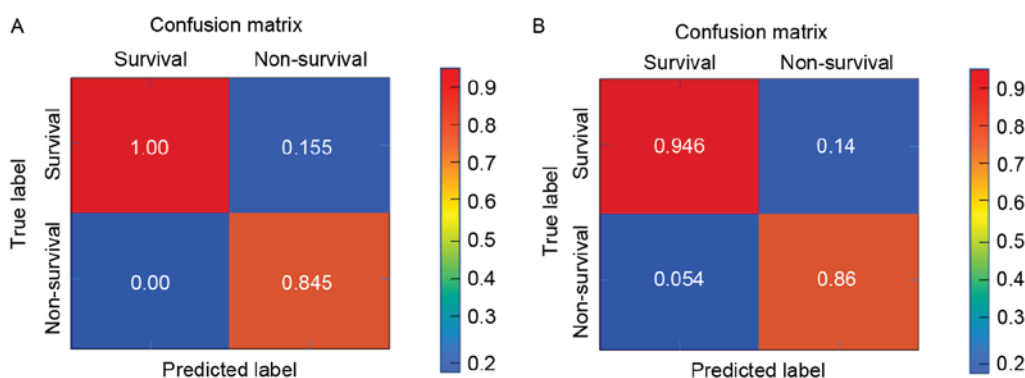 A
Confusion matrix
Survival Non-survival
True label
Survival
Non-survival
1.00 0.155
0.00 0.845
Predicted label
0.9
0.8
0.7
0.6
0.5
0.4
0.3
0.2
B
Confusion matrix
Survival Non-survival
True label
Survival
Non-survival
0.946 0.14
0.054 0.86
Predicted label
0.9
0.8
0.7
0.6
0.5
0.4
0.3
0.2